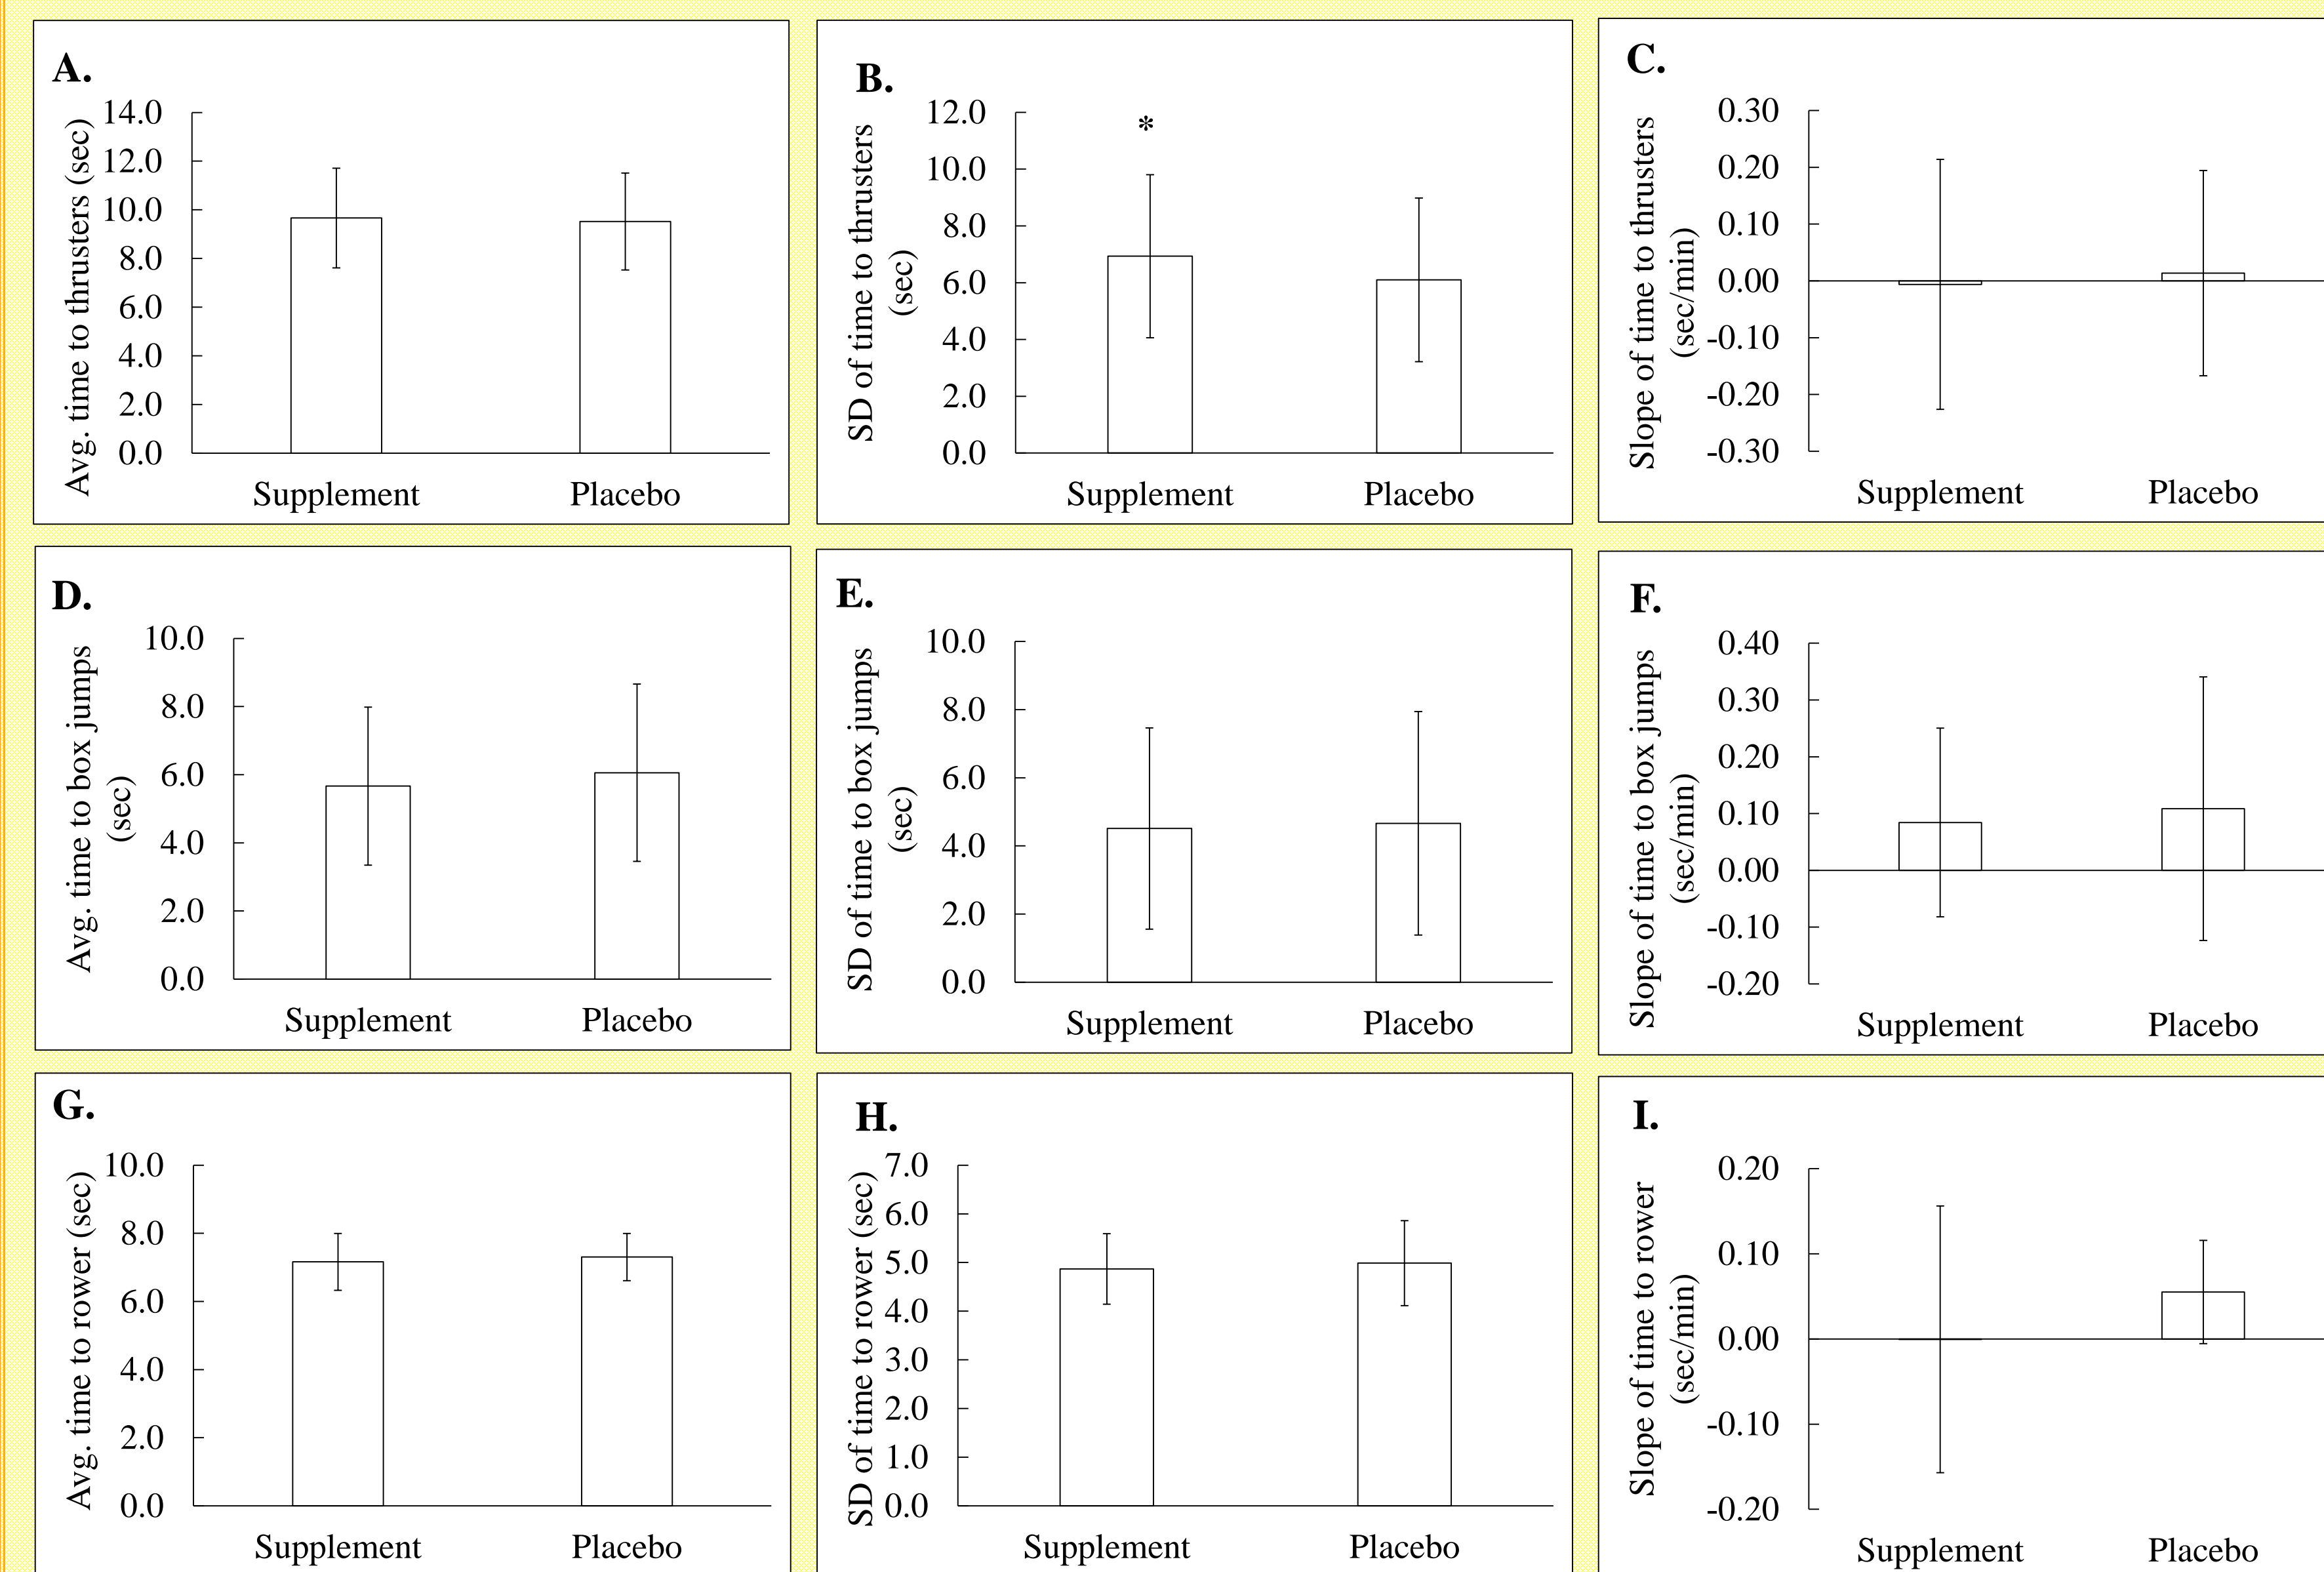 A.
Avg. time to thrusters (sec)
14.0
12.0
10.0
8.0
6.0
4.0
2.0
0.0
Supplement Placebo
B.
SD of time to thrusters
(sec)
12.0
10.0
8.0
6.0
4.0
2.0
0.0
*
Supplement Placebo
C.
Slope of time to thrusters
(sec/min)
0.30
0.20
0.10
0.00
-0.10
-0.20
-0.30
Supplement Placebo
D.
Avg. time to box jumps
(sec)
10.0
8.0
6.0
4.0
2.0
0.0
Supplement Placebo
E.
SD of time to box jumps
(sec)
10.0
8.0
6.0
4.0
2.0
0.0
Supplement Placebo
F.
Slope of time to box jumps
(sec/min)
0.40
0.30
0.20
0.10
0.00
-0.10
-0.20
Supplement Placebo
G.
Avg. time to rower (sec)
10.0
8.0
6.0
4.0
2.0
0.0
Supplement Placebo
H.
SD of time to rower (sec)
7.0
6.0
5.0
4.0
3.0
2.0
1.0
0.0
Supplement Placebo
I.
Slope of time to rower
(sec/min)
0.20
0.10
0.00
-0.10
-0.20
Supplement Placebo